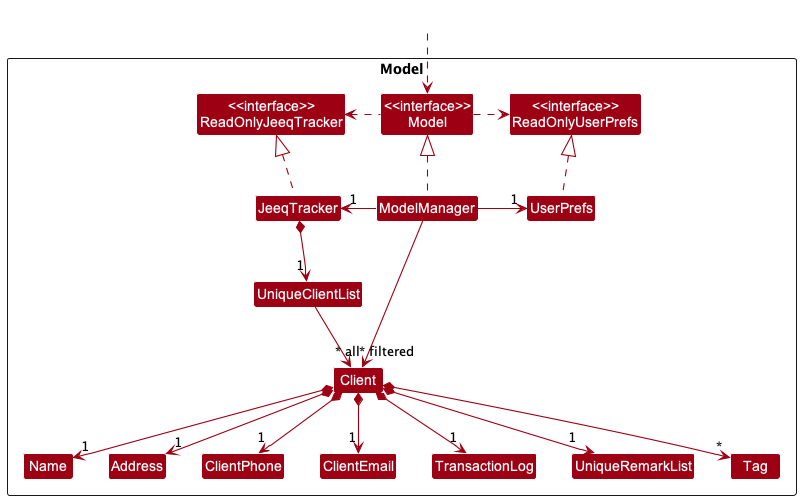 Model
<<interface>>
ReadOnlyJeeqTracker
<<interface>>
Model
<<interface>>
ReadOnlyUserPrefs
JeeqTracker
1
ModelManager
1
UserPrefs
1
UniqueClientList
* all
* filtered
Client
1
1
1
1
1
1
*
Name
Address
ClientPhone
ClientEmail
TransactionLog
UniqueRemarkList
Tag